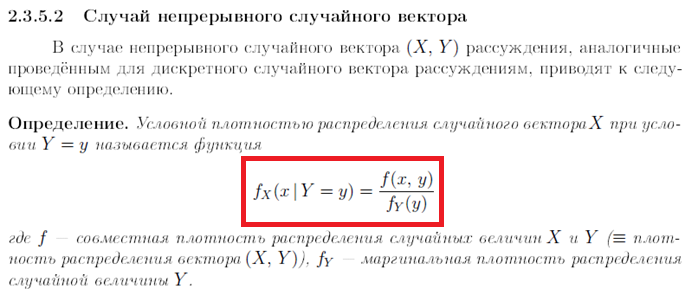 2.3.5.2 Случай непрерывного случайного вектора
В случае непрерывного случайного вектора (X, Y) рассуждения, аналогичные
проведённым для дискретного случайного вектора рассуждениям, приводят к следу-
ющему определению.
Определение. Условной плотностью распределения случайного вектора X при усло-
вии Y = y называется функция
f_X(x | Y = y) = f(x, y) / f_Y(y)
где f — совместная плотность распределения случайных величин X и Y (≡ плот-
ность распределения вектора (X, Y)), f_Y — маргинальная плотность распределения
случайной величины Y.